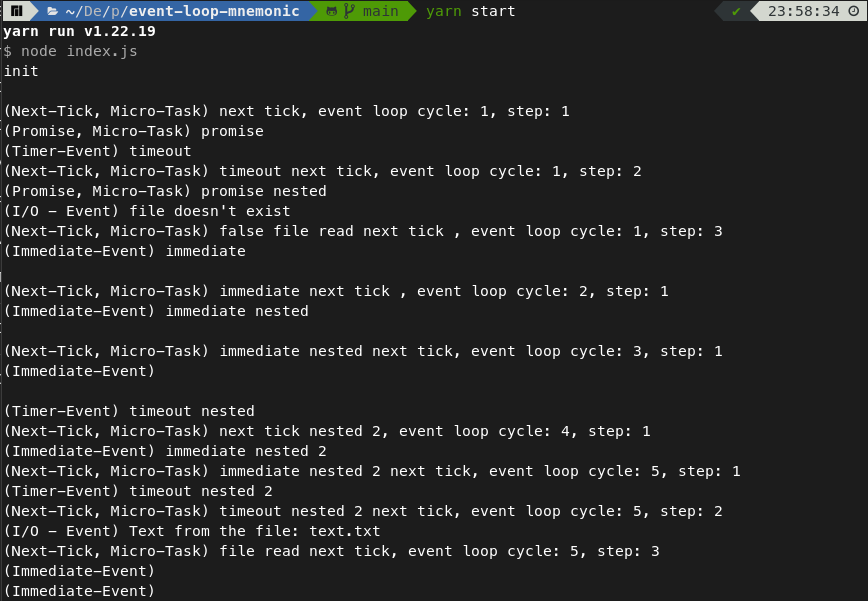 ~/De/p/event-loop-mnemonic main yarn start ✔ 23:58:34
yarn run v1.22.19
$ node index.js
init
(Next-Tick, Micro-Task) next tick, event loop cycle: 1, step: 1
(Promise, Micro-Task) promise
(Timer-Event) timeout
(Next-Tick, Micro-Task) timeout next tick, event loop cycle: 1, step: 2
(Promise, Micro-Task) promise nested
(I/O - Event) file doesn't exist
(Next-Tick, Micro-Task) false file read next tick , event loop cycle: 1, step: 3
(Immediate-Event) immediate
(Next-Tick, Micro-Task) immediate next tick , event loop cycle: 2, step: 1
(Immediate-Event) immediate nested
(Next-Tick, Micro-Task) immediate nested next tick, event loop cycle: 3, step: 1
(Immediate-Event)
(Timer-Event) timeout nested
(Next-Tick, Micro-Task) next tick nested 2, event loop cycle: 4, step: 1
(Immediate-Event) immediate nested 2
(Next-Tick, Micro-Task) immediate nested 2 next tick, event loop cycle: 5, step: 1
(Timer-Event) timeout nested 2
(Next-Tick, Micro-Task) timeout nested 2 next tick, event loop cycle: 5, step: 2
(I/O - Event) Text from the file: text.txt
(Next-Tick, Micro-Task) file read next tick, event loop cycle: 5, step: 3
(Immediate-Event)
(Immediate-Event)